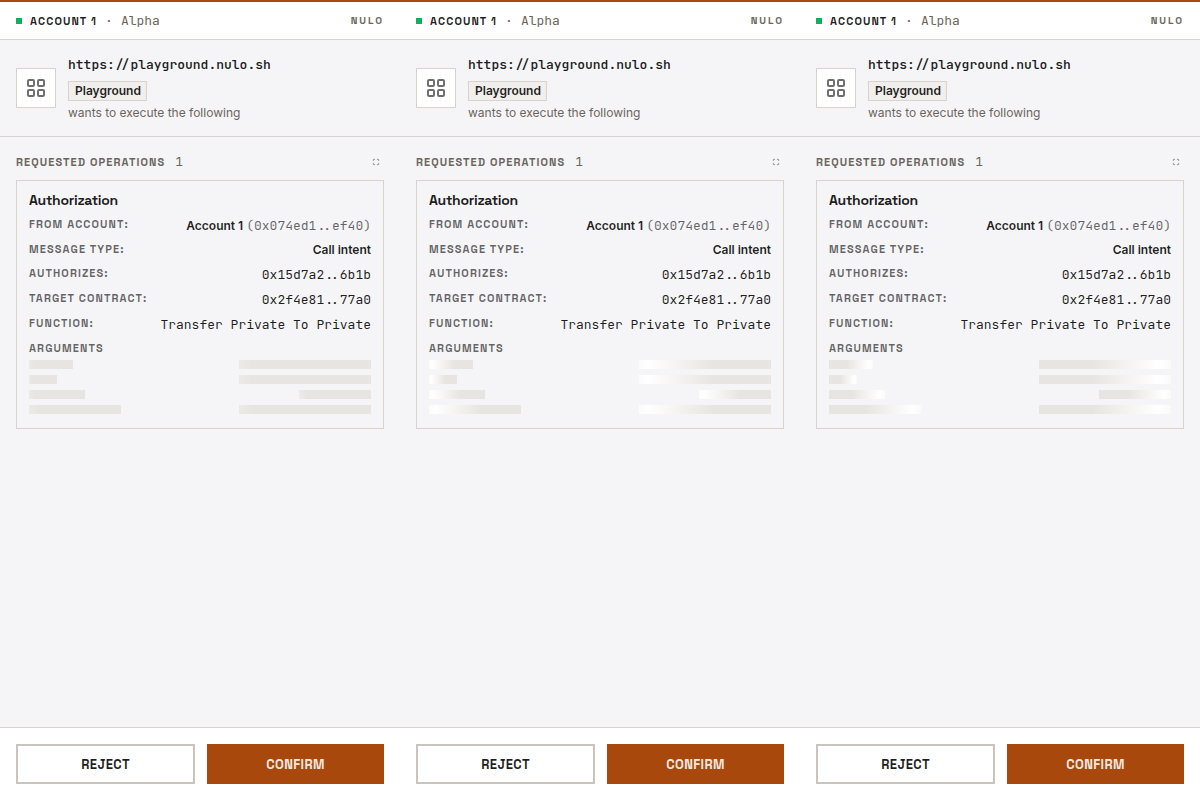 ACCOUNT 1 · Alpha NULO
https://playground.nulo.sh
Playground
wants to execute the following
REQUESTED OPERATIONS 1
Authorization
FROM ACCOUNT: Account 1 (0x074ed1..ef40)
MESSAGE TYPE: Call intent
AUTHORIZES: 0x15d7a2..6b1b
TARGET CONTRACT: 0x2f4e81..77a0
FUNCTION: Transfer Private To Private
ARGUMENTS
REJECT CONFIRM
ACCOUNT 1 · Alpha NULO
https://playground.nulo.sh
Playground
wants to execute the following
REQUESTED OPERATIONS 1
Authorization
FROM ACCOUNT: Account 1 (0x074ed1..ef40)
MESSAGE TYPE: Call intent
AUTHORIZES: 0x15d7a2..6b1b
TARGET CONTRACT: 0x2f4e81..77a0
FUNCTION: Transfer Private To Private
ARGUMENTS
REJECT CONFIRM
ACCOUNT 1 · Alpha NULO
https://playground.nulo.sh
Playground
wants to execute the following
REQUESTED OPERATIONS 1
Authorization
FROM ACCOUNT: Account 1 (0x074ed1..ef40)
MESSAGE TYPE: Call intent
AUTHORIZES: 0x15d7a2..6b1b
TARGET CONTRACT: 0x2f4e81..77a0
FUNCTION: Transfer Private To Private
ARGUMENTS
REJECT CONFIRM